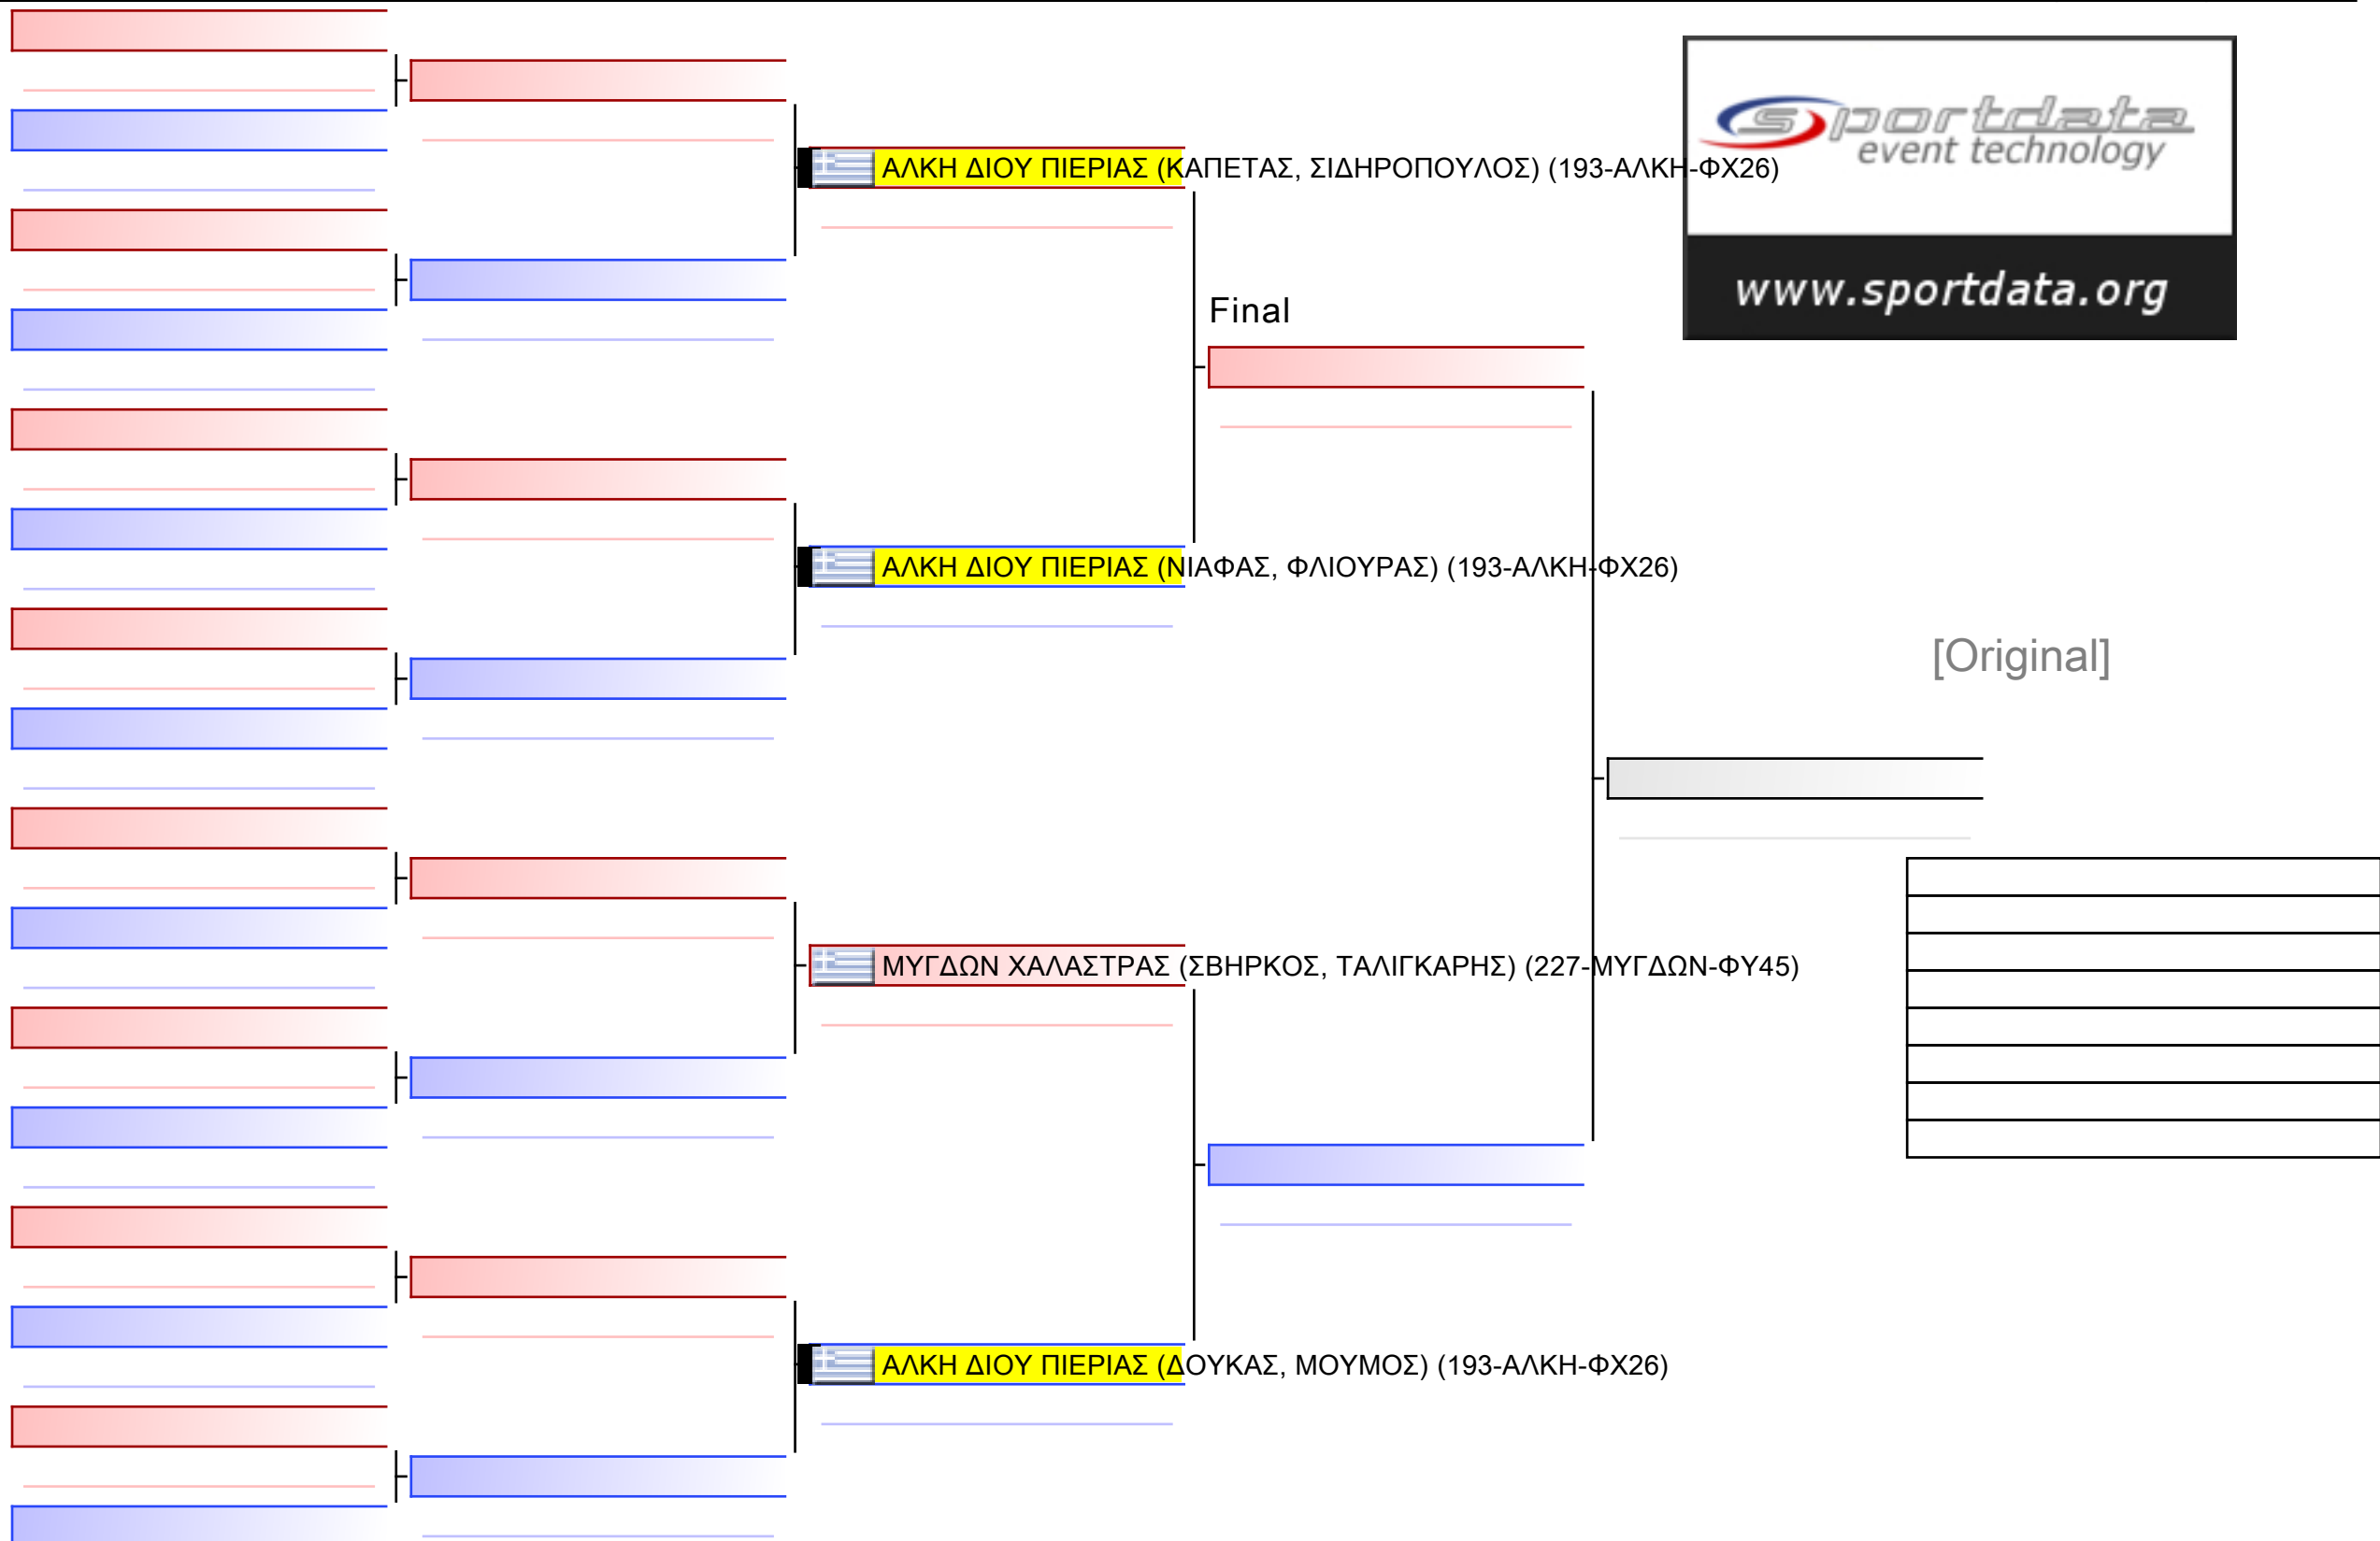 sportdata
event technology
www.sportdata.org
ΑΛΚΗ ΔΙΟΥ ΠΙΕΡΙΑΣ (ΚΑΠΕΤΑΣ, ΣΙΔΗΡΟΠΟΥΛΟΣ) (193-ΑΛΚΗ-ΦΧ26)
Final
ΑΛΚΗ ΔΙΟΥ ΠΙΕΡΙΑΣ (ΝΙΑΦΑΣ, ΦΛΙΟΥΡΑΣ) (193-ΑΛΚΗ-ΦΧ26)
[Original]
ΜΥΓΔΩΝ ΧΑΛΑΣΤΡΑΣ (ΣΒΗΡΚΟΣ, ΤΑΛΙΓΚΑΡΗΣ) (227-ΜΥΓΔΩΝ-ΦΥ45)
ΑΛΚΗ ΔΙΟΥ ΠΙΕΡΙΑΣ (ΔΟΥΚΑΣ, ΜΟΥΜΟΣ) (193-ΑΛΚΗ-ΦΧ26)